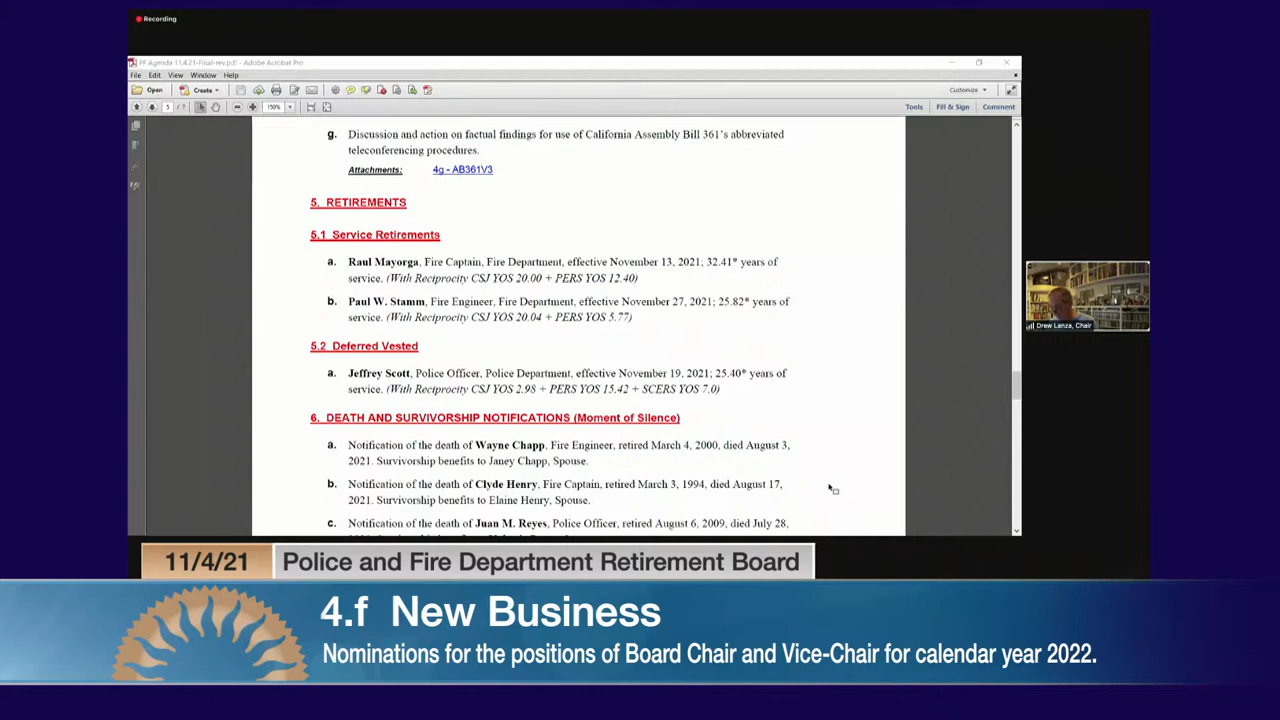 Recording
PF Agenda 11.4.21-Final-rev.pdf - Adobe Acrobat Pro
File Edit View Window Help
Open Create Customize
5 / 7 150% Tools Fill & Sign Comment
g. Discussion and action on factual findings for use of California Assembly Bill 361's abbreviated
teleconferencing procedures.
Attachments: 4g - AB361V3
5. RETIREMENTS
5.1 Service Retirements
a. Raul Mayorga, Fire Captain, Fire Department, effective November 13, 2021; 32.41* years of
service. (With Reciprocity CSJ YOS 20.00 + PERS YOS 12.40)
b. Paul W. Stamm, Fire Engineer, Fire Department, effective November 27, 2021; 25.82* years of
service. (With Reciprocity CSJ YOS 20.04 + PERS YOS 5.77)
5.2 Deferred Vested
a. Jeffrey Scott, Police Officer, Police Department, effective November 19, 2021; 25.40* years of
service. (With Reciprocity CSJ YOS 2.98 + PERS YOS 15.42 + SCERS YOS 7.0)
6. DEATH AND SURVIVORSHIP NOTIFICATIONS (Moment of Silence)
a. Notification of the death of Wayne Chapp, Fire Engineer, retired March 4, 2000, died August 3,
2021. Survivorship benefits to Janey Chapp, Spouse.
b. Notification of the death of Clyde Henry, Fire Captain, retired March 3, 1994, died August 17,
2021. Survivorship benefits to Elaine Henry, Spouse.
c. Notification of the death of Juan M. Reyes, Police Officer, retired August 6, 2009, died July 28,
Drew Lanza, Chair
11/4/21 Police and Fire Department Retirement Board
4.f New Business
Nominations for the positions of Board Chair and Vice-Chair for calendar year 2022.